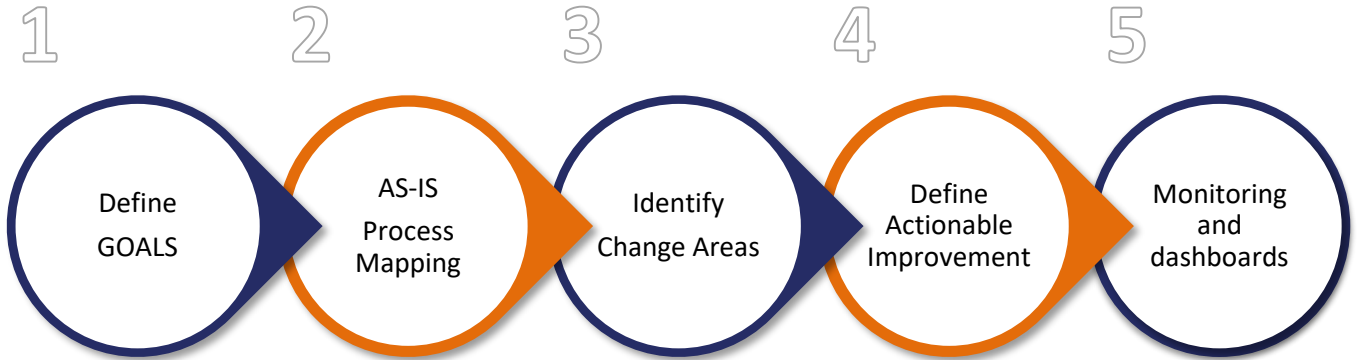 1
2
3
4
5
Define
GOALS
AS-IS
Process
Mapping
Identify
Change Areas
Define
Actionable
Improvement
Monitoring
and
dashboards